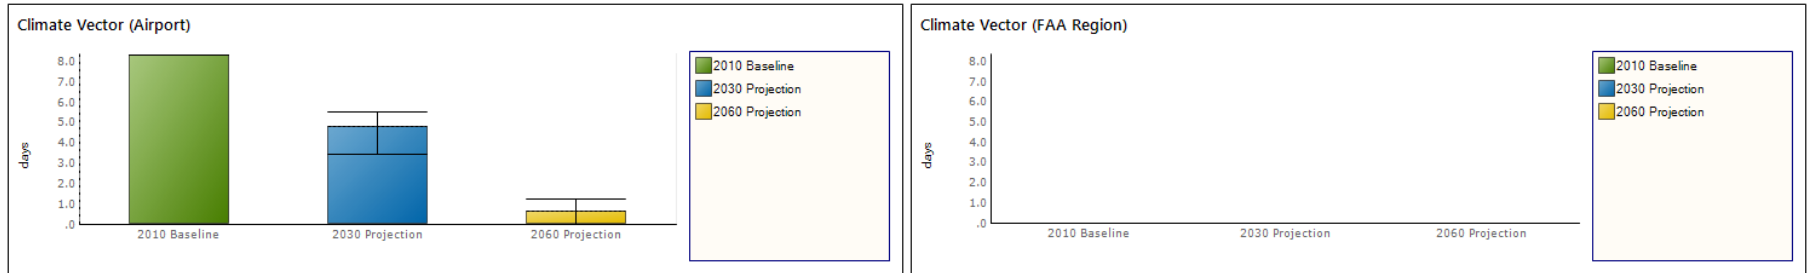 Climate Vector (Airport)
8.0
7.0
6.0
5.0
4.0
3.0
2.0
1.0
.0
days
2010 Baseline
2030 Projection
2060 Projection
2010 Baseline
2030 Projection
2060 Projection
Climate Vector (FAA Region)
8.0
7.0
6.0
5.0
4.0
3.0
2.0
1.0
.0
days
2010 Baseline
2030 Projection
2060 Projection
2010 Baseline
2030 Projection
2060 Projection